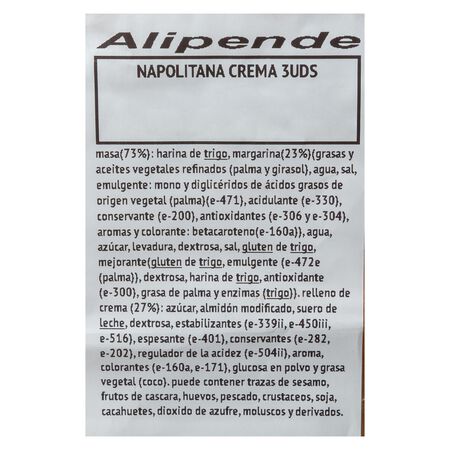 Alipende
NAPOLITANA CREMA 3UDS
masa(73%): harina de trigo, margarina(23%){grasas y
aceites vegetales refinados (palma y girasol}, agua, sal,
emulgente: mono y diglicéridos de ácidos grasos de
origen vegetal (palma)(e-471), acidulante (e-330),
conservante (e-200), antioxidantes (e-306 y e-304),
aromas y colorante: betacaroteno(e-160a)}, agua,
azúcar, levadura, dextrosa, sal, gluten de trigo,
mejorante{gluten de trigo, emulgente (e-472e
(palma)}, dextrosa, harina de trigo, antioxidante
(e-300), grasa de palma y enzimas (trigo)}. relleno de
crema (27%): azúcar, almidón modificado, suero de
leche, dextrosa, estabilizantes (e-339ii, e-450iii,
e-516), espesante (e-401), conservantes (e-282,
e-202), regulador de la acidez (e-504ii), aroma,
colorantes (e-160a, e-171), glucosa en polvo y grasa
vegetal (coco). puede contener trazas de sesamo,
frutos de cascara, huevos, pescado, crustaceos, soja,
cacahuetes, dioxido de azufre, moluscos y derivados.